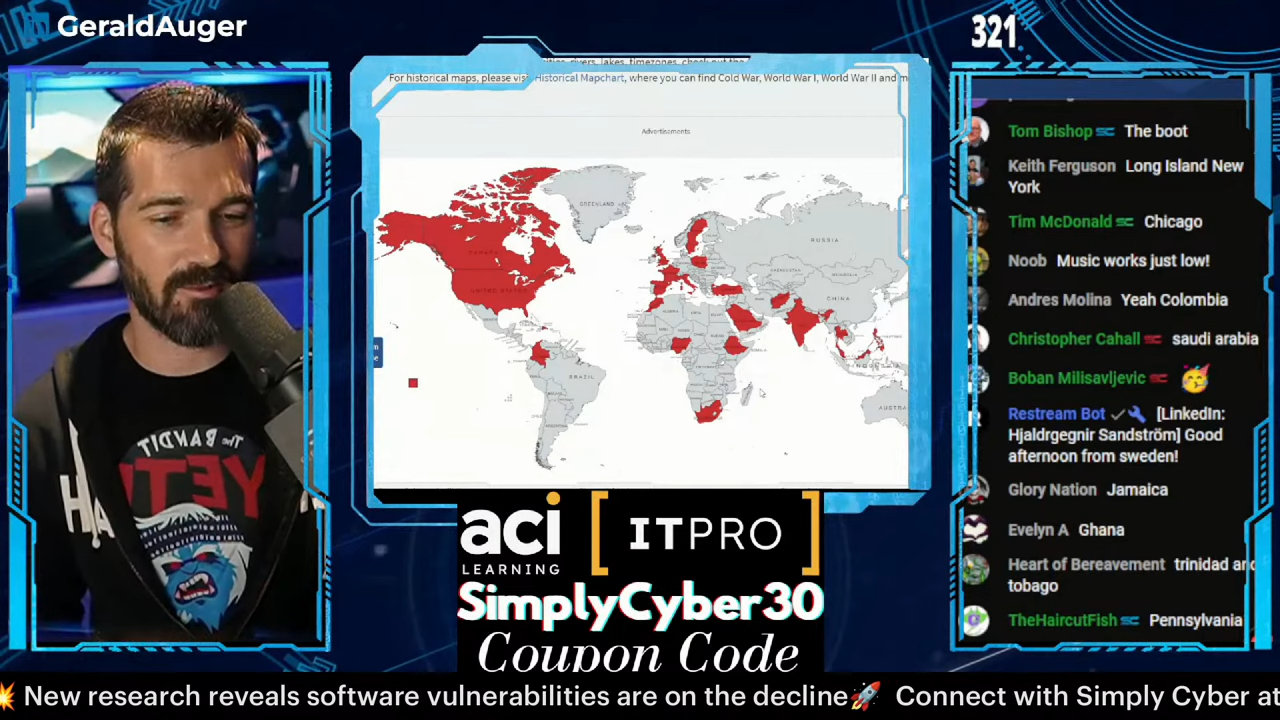 GeraldAuger
321
For historical maps, please visit Historical Mapchart, where you can find Cold War, World War I, World War II and m
Advertisements
GREENLAND
CANADA
UNITED STATES
RUSSIA
KAZAKHSTAN
MONGOLIA
CHINA
BRAZIL
INDONESIA
AUSTRA
Tom Bishop The boot
Keith Ferguson Long Island New
York
Tim McDonald Chicago
Noob Music works just low!
Andres Molina Yeah Colombia
Christopher Cahall saudi arabia
Boban Milisavljevic
Restream Bot [LinkedIn:
Hjaldrgegnir Sandström] Good
afternoon from sweden!
Glory Nation Jamaica
Evelyn A Ghana
Heart of Bereavement trinidad and
tobago
TheHaircutFish Pennsylvania
The BANDIT
YETI
HA
aci
LEARNING
[ITPRO]
SimplyCyber30
Coupon Code
New research reveals software vulnerabilities are on the decline🚀 Connect with Simply Cyber at